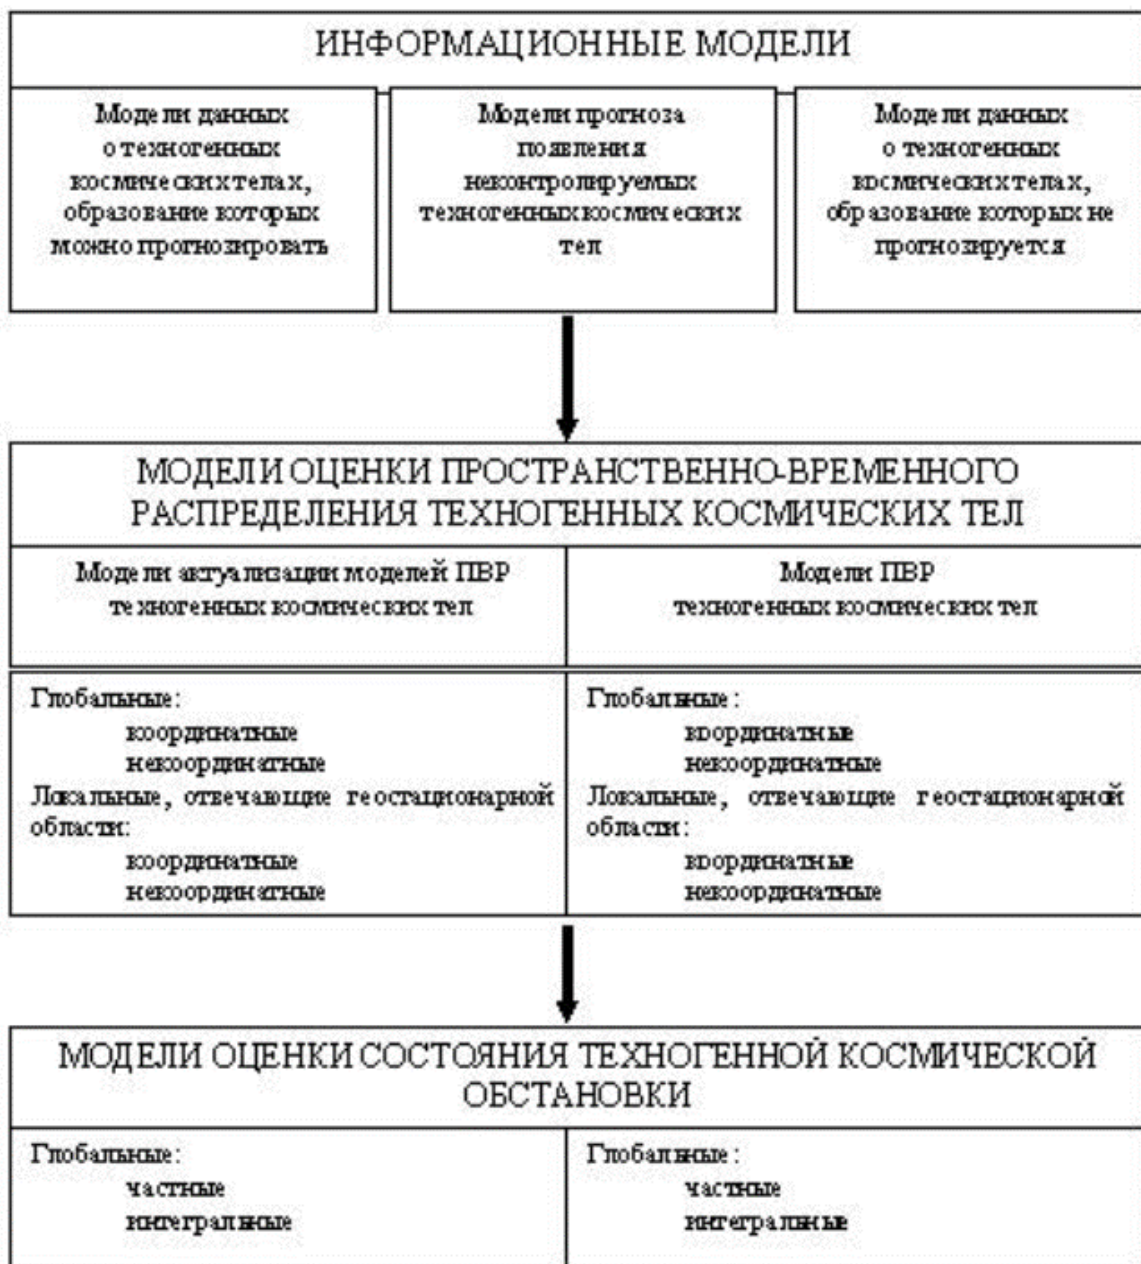 ИНФОРМАЦИОННЫЕ МОДЕЛИ
Модели данных
о техногенных
космических телах,
образование которых
можно прогнозировать
Модели прогноза
появления
неконтролируемых
техногенных космических
тел
Модели данных
о техногенных
космических телах,
образование которых не
прогнозируется
МОДЕЛИ ОЦЕНКИ ПРОСТРАНСТВЕННО-ВРЕМЕННОГО
РАСПРЕДЕЛЕНИЯ ТЕХНОГЕННЫХ КОСМИЧЕСКИХ ТЕЛ
Модели актуализации моделей ПВР
техногенных космических тел
Модели ПВР
техногенных космических тел
Глобальные:
координатные
некоординатные
Локальные, отвечающие геостационарной
области:
координатные
некоординатные
Глобальные:
координатные
некоординатные
Локальные, отвечающие геостационарной
области:
координатные
некоординатные
МОДЕЛИ ОЦЕНКИ СОСТОЯНИЯ ТЕХНОГЕННОЙ КОСМИЧЕСКОЙ
ОБСТАНОВКИ
Глобальные:
частные
интегральные
Глобальные:
частные
интегральные